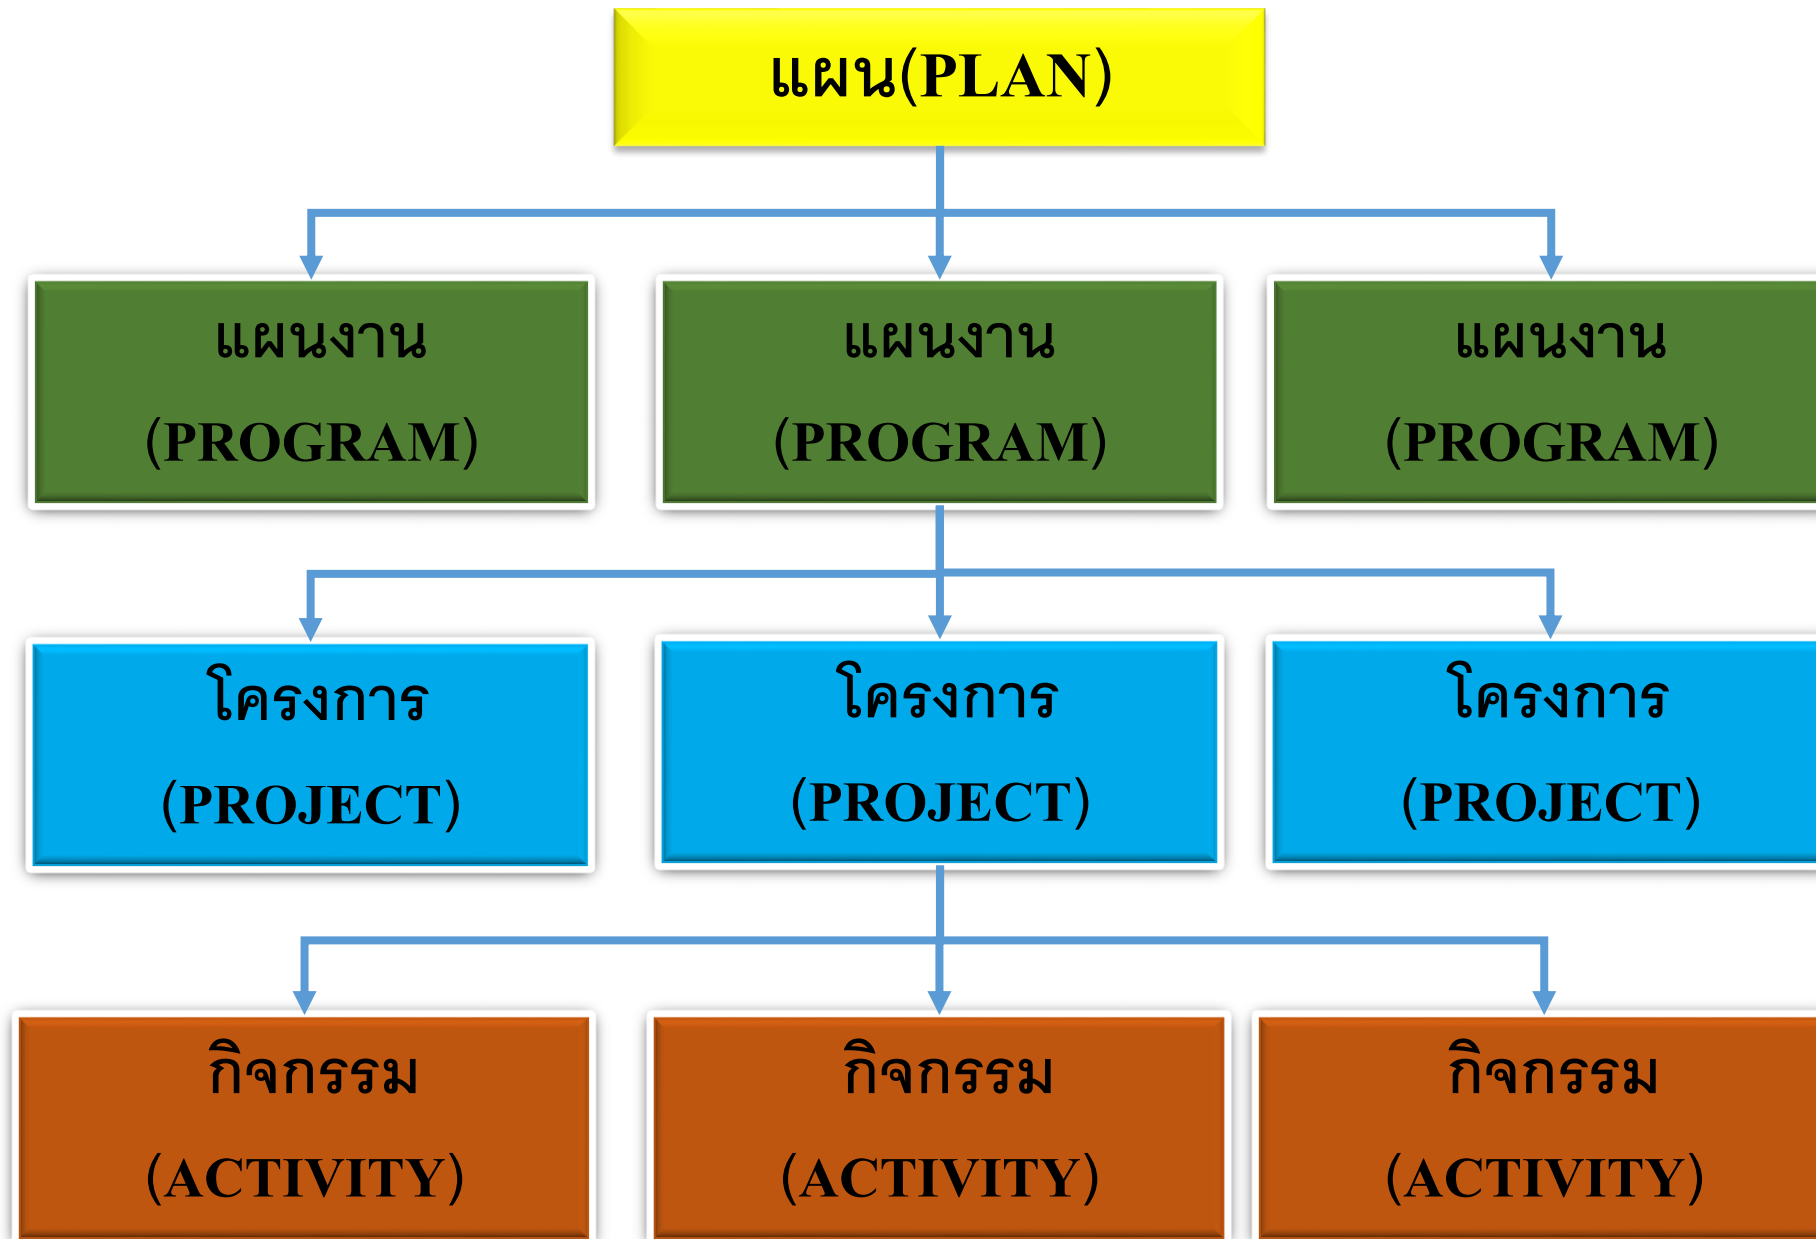 แผน(PLAN)
แผนงาน
(PROGRAM)
แผนงาน
(PROGRAM)
แผนงาน
(PROGRAM)
โครงการ
(PROJECT)
โครงการ
(PROJECT)
โครงการ
(PROJECT)
กิจกรรม
(ACTIVITY)
กิจกรรม
(ACTIVITY)
กิจกรรม
(ACTIVITY)